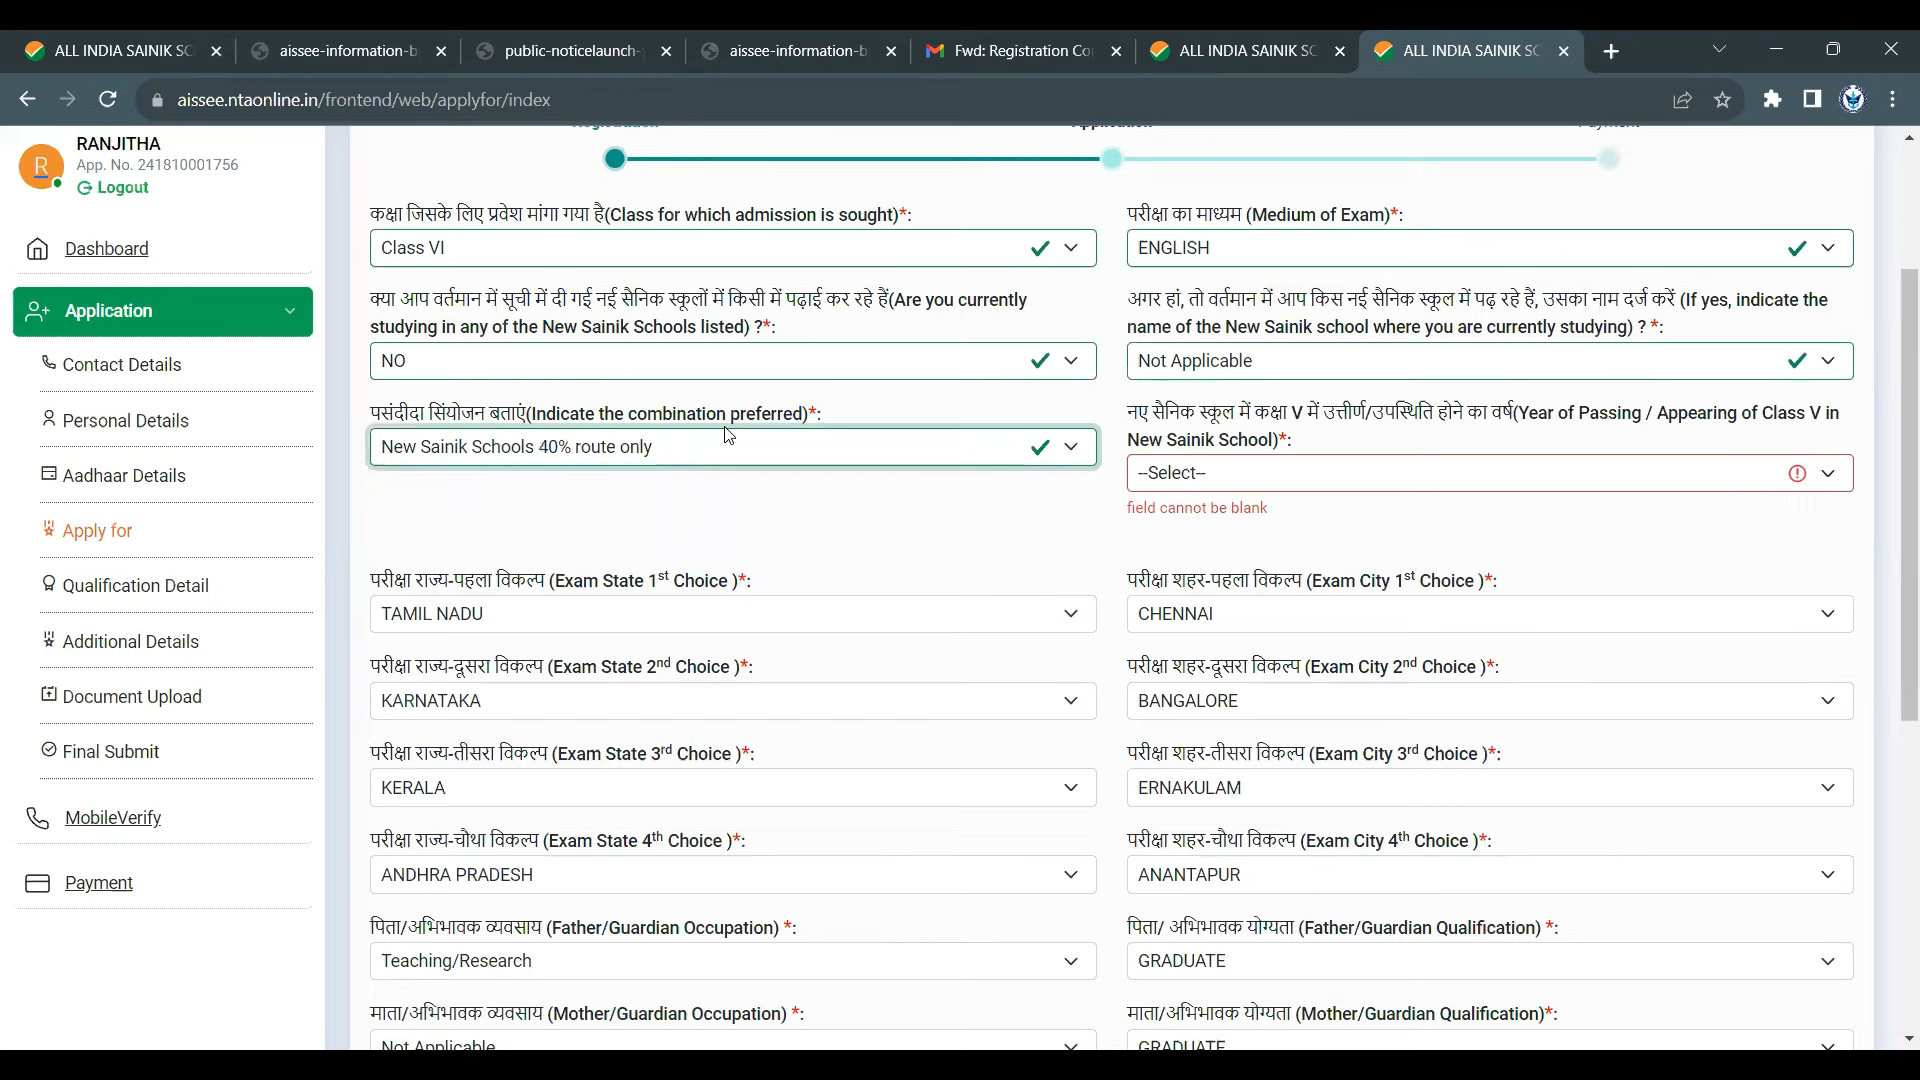 ALL INDIA SAINIK SC
aissee-information-b
public-noticelaunch-
aissee-information-b
Fwd: Registration Co
ALL INDIA SAINIK SC
ALL INDIA SAINIK SC
aissee.ntaonline.in/frontend/web/applyfor/index
R
RANJITHA
App. No. 241810001756
Logout
Dashboard
Application
Contact Details
Personal Details
Aadhaar Details
Apply for
Qualification Detail
Additional Details
Document Upload
Final Submit
MobileVerify
Payment
Registration
Application
Payment
कक्षा जिसके लिए प्रवेश मांगा गया है(Class for which admission is sought)*:
Class VI
परीक्षा का माध्यम (Medium of Exam)*:
ENGLISH
क्या आप वर्तमान में सूची में दी गई नई सैनिक स्कूलों में किसी में पढ़ाई कर रहे हैं(Are you currently
studying in any of the New Sainik Schools listed) ?*:
NO
अगर हां, तो वर्तमान में आप किस नई सैनिक स्कूल में पढ़ रहे हैं, उसका नाम दर्ज करें (If yes, indicate the
name of the New Sainik school where you are currently studying) ? *:
Not Applicable
पसंदीदा सिंयोजन बताएं(Indicate the combination preferred)*:
New Sainik Schools 40% route only
नए सैनिक स्कूल में कक्षा V में उत्तीर्ण/उपस्थिति होने का वर्ष(Year of Passing / Appearing of Class V in
New Sainik School)*:
--Select--
field cannot be blank
परीक्षा राज्य-पहला विकल्प (Exam State 1st Choice )*:
TAMIL NADU
परीक्षा शहर-पहला विकल्प (Exam City 1st Choice )*:
CHENNAI
परीक्षा राज्य-दूसरा विकल्प (Exam State 2nd Choice )*:
KARNATAKA
परीक्षा शहर-दूसरा विकल्प (Exam City 2nd Choice )*:
BANGALORE
परीक्षा राज्य-तीसरा विकल्प (Exam State 3rd Choice )*:
KERALA
परीक्षा शहर-तीसरा विकल्प (Exam City 3rd Choice )*:
ERNAKULAM
परीक्षा राज्य-चौथा विकल्प (Exam State 4th Choice )*:
ANDHRA PRADESH
परीक्षा शहर-चौथा विकल्प (Exam City 4th Choice )*:
ANANTAPUR
पिता/अभिभावक व्यवसाय (Father/Guardian Occupation) *:
Teaching/Research
पिता/ अभिभावक योग्यता (Father/Guardian Qualification) *:
GRADUATE
माता/अभिभावक व्यवसाय (Mother/Guardian Occupation) *:
Not Applicable
माता/अभिभावक योग्यता (Mother/Guardian Qualification)*:
GRADUATE